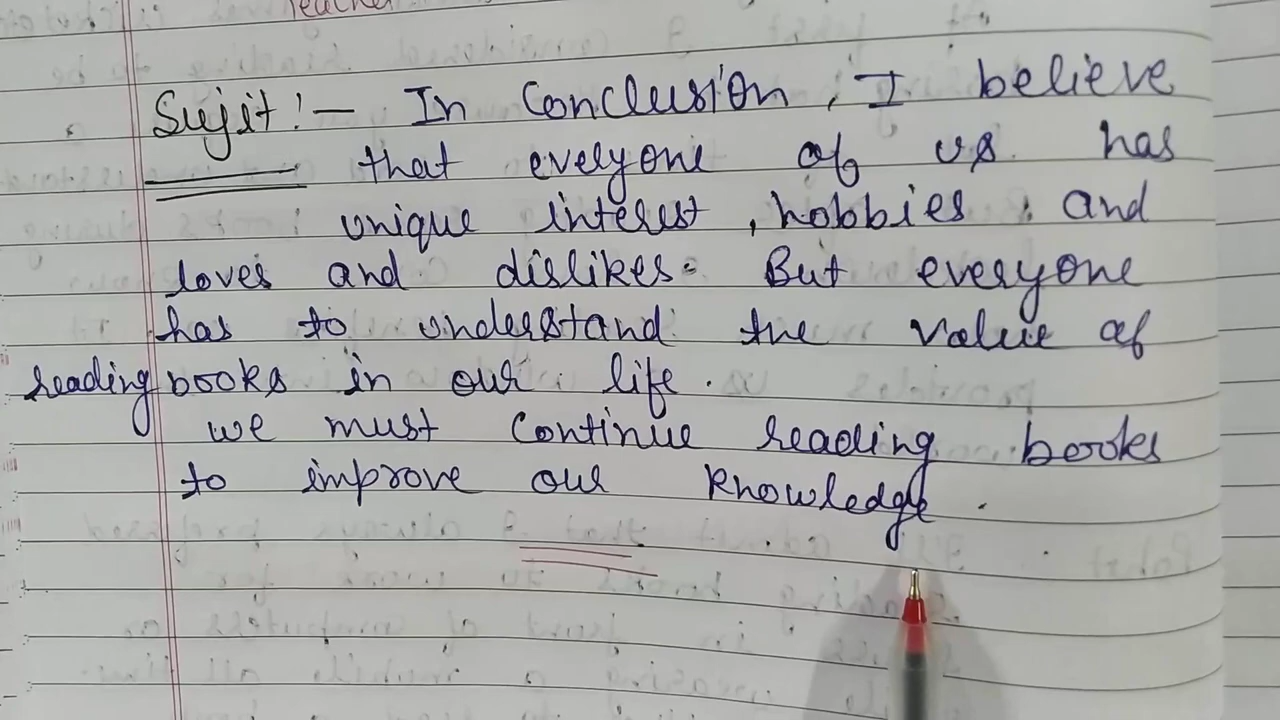 Teacher
Sujit:- In Conclusion, I believe
that everyone of us has
unique interest, hobbies, and
loves and dislikes. But everyone
has to understand the value of
reading books in our life.
we must continue reading books
to improve our knowledge.